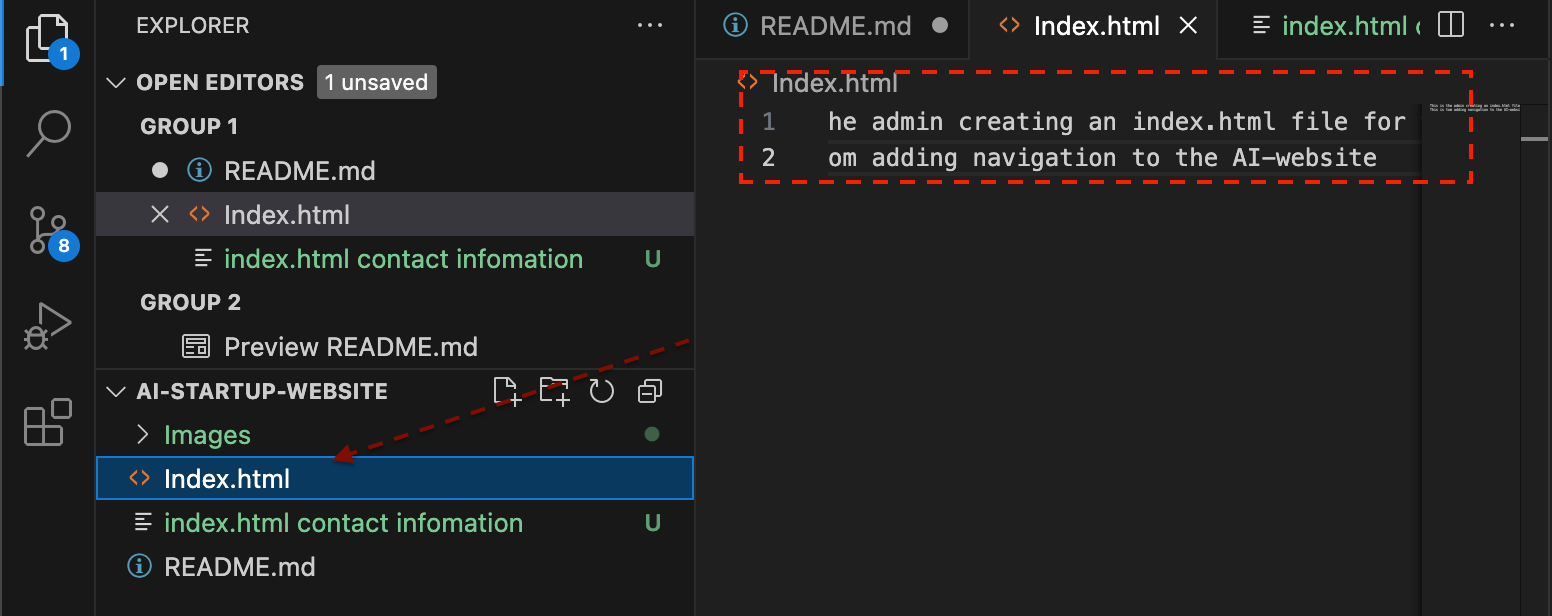 EXPLORER
1
OPEN EDITORS 1 unsaved
GROUP 1
README.md
Index.html
index.html contact infomation U
GROUP 2
Preview README.md
8
AI-STARTUP-WEBSITE
Images
Index.html
index.html contact infomation U
README.md
README.md Index.html index.html
Index.html
1 he admin creating an index.html file for
2 om adding navigation to the AI-website